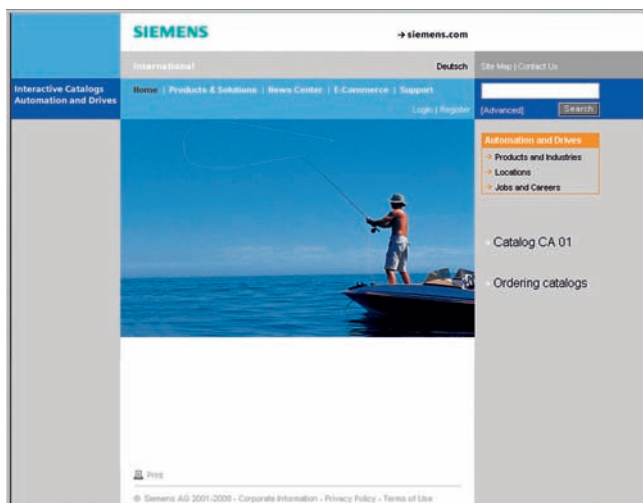 SIEMENS
→ siemens.com
International
Deutsch
Site Map | Contact Us
Interactive Catalogs
Automation and Drives
Home | Products & Solutions | News Center | E-Commerce | Support
Login | Register
[Advanced]
Search
Automation and Drives
→ Products and Industries
→ Locations
→ Jobs and Careers
Catalog CA 01
Ordering catalogs
Print
© Siemens AG 2001-2008 - Corporate Information - Privacy Policy - Terms of Use